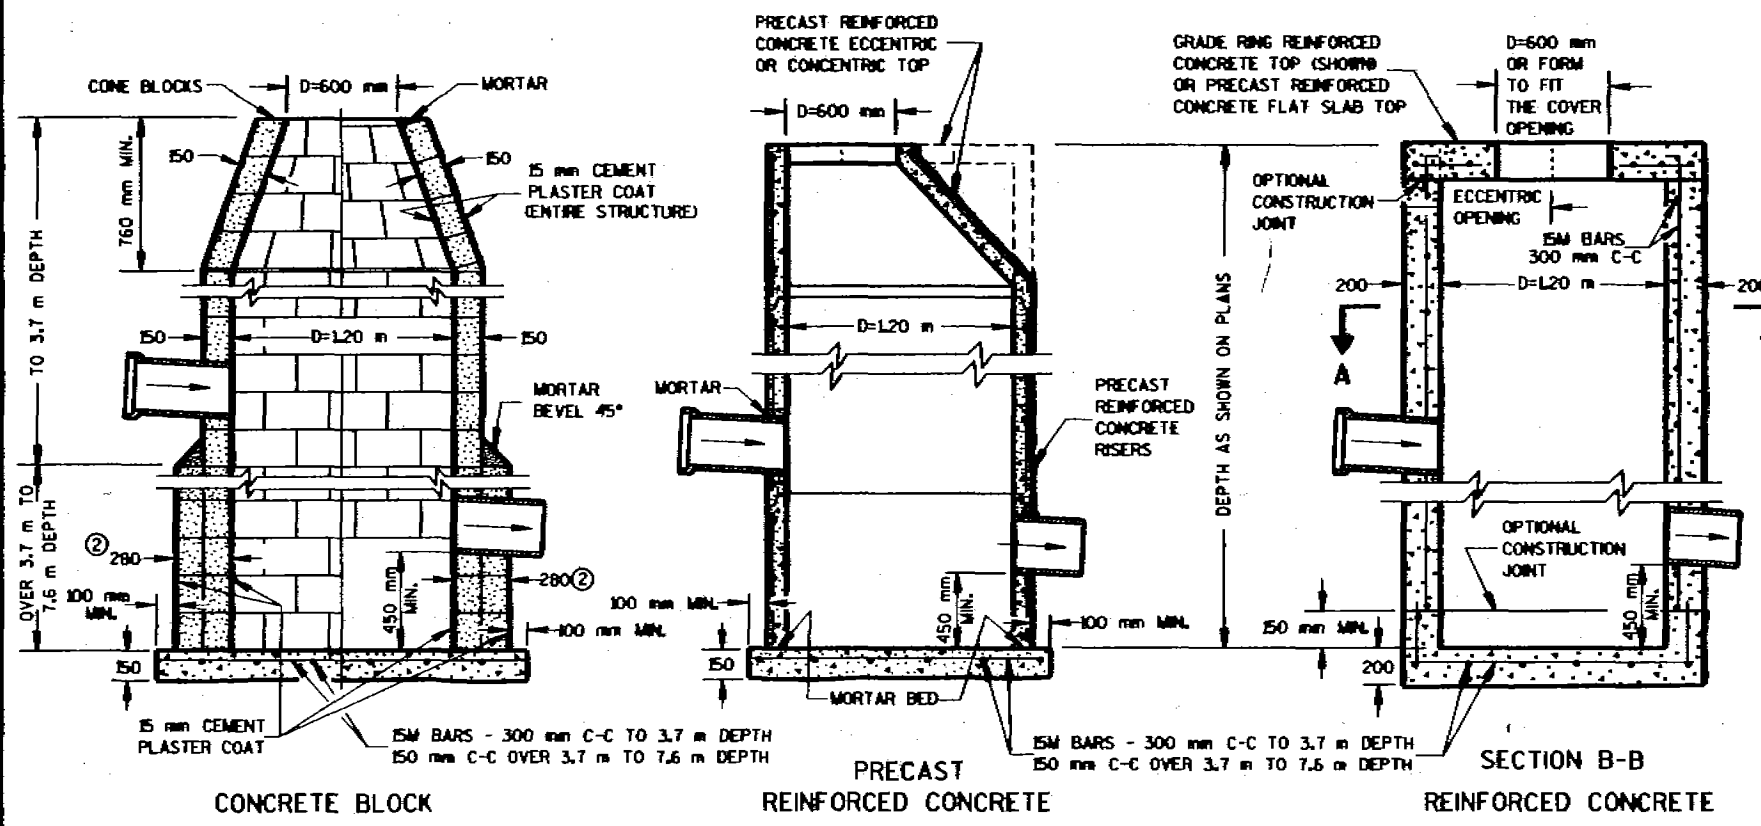 CONE BLOCKS
D=600 mm
MORTAR
760 mm MIN.
150
150
15 mm CEMENT
PLASTER COAT
(ENTIRE STRUCTURE)
TO 3.7 m DEPTH
150
D=1.20 m
150
MORTAR
BEVEL 45°
OVER 3.7 m TO
7.6 m DEPTH
② 280
280 ②
100 mm
MIN.
450 mm
MIN.
100 mm MIN.
150
15 mm CEMENT
PLASTER COAT
15M BARS - 300 mm C-C TO 3.7 m DEPTH
150 mm C-C OVER 3.7 m TO 7.6 m DEPTH
CONCRETE BLOCK
PRECAST REINFORCED
CONCRETE ECCENTRIC
OR CONCENTRIC TOP
D=600 mm
D=1.20 m
MORTAR
PRECAST
REINFORCED
CONCRETE
RISERS
100 mm MIN.
450 mm
MIN.
100 mm MIN.
150
MORTAR BED
15M BARS - 300 mm C-C TO 3.7 m DEPTH
150 mm C-C OVER 3.7 m TO 7.6 m DEPTH
PRECAST
REINFORCED CONCRETE
DEPTH AS SHOWN ON PLANS
GRADE RING REINFORCED
CONCRETE TOP (SHOWN)
OR PRECAST REINFORCED
CONCRETE FLAT SLAB TOP
D=600 mm
OR FORM
TO FIT
THE COVER
OPENING
OPTIONAL
CONSTRUCTION
JOINT
ECCENTRIC
OPENING
15M BARS
300 mm C-C
200
D=1.20 m
200
A
OPTIONAL
CONSTRUCTION
JOINT
150 mm MIN.
450 mm
MIN.
200
SECTION B-B
REINFORCED CONCRETE